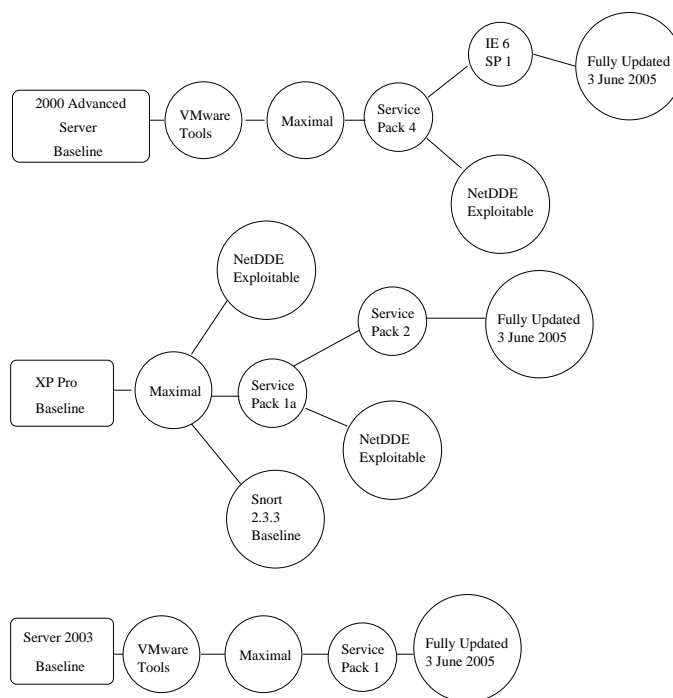 2000 Advanced
Server
Baseline
VMware
Tools
Maximal
Service
Pack 4
IE 6
SP 1
Fully Updated
3 June 2005
NetDDE
Exploitable
XP Pro
Baseline
Maximal
NetDDE
Exploitable
Service
Pack 1a
Service
Pack 2
Fully Updated
3 June 2005
NetDDE
Exploitable
Snort
2.3.3
Baseline
Server 2003
Baseline
VMware
Tools
Maximal
Service
Pack 1
Fully Updated
3 June 2005